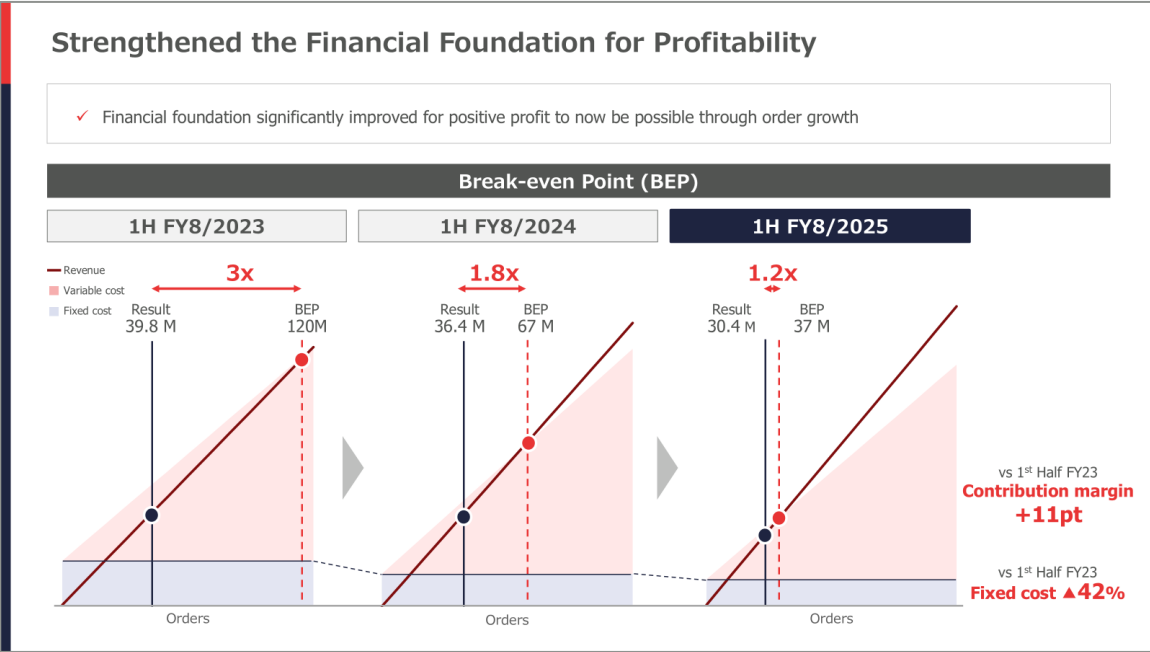 Strengthened the Financial Foundation for Profitability
✓ Financial foundation significantly improved for positive profit to now be possible through order growth
Break-even Point (BEP)
1H FY8/2023
1H FY8/2024
1H FY8/2025
Revenue
Variable cost
Fixed cost
3x
Result
39.8 M
BEP
120M
1.8x
Result
36.4 M
BEP
67 M
1.2x
Result
30.4 M
BEP
37 M
vs 1st Half FY23
Contribution margin
+11pt
vs 1st Half FY23
Fixed cost ▲42%
Orders
Orders
Orders